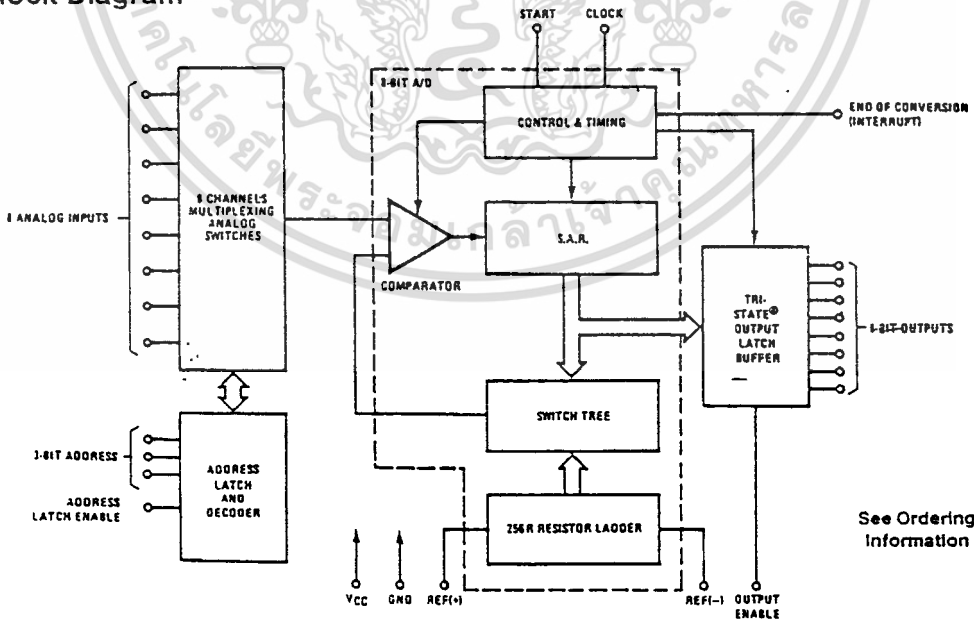 ock Diagram
START
CLOCK
8-BIT A/D
CONTROL & TIMING
END OF CONVERSION
(INTERRUPT)
8 ANALOG INPUTS
8 CHANNELS
MULTIPLEXING
ANALOG
SWITCHES
S.A.R.
COMPARATOR
TRI-
STATE®
OUTPUT
LATCH
BUFFER
8-BIT OUTPUTS
SWITCH TREE
3-BIT ADDRESS
ADDRESS
LATCH ENABLE
ADDRESS
LATCH
AND
DECODER
256R RESISTOR LADDER
See Ordering
Information
VCC
GND
REF(+)
REF(−)
OUTPUT
ENABLE